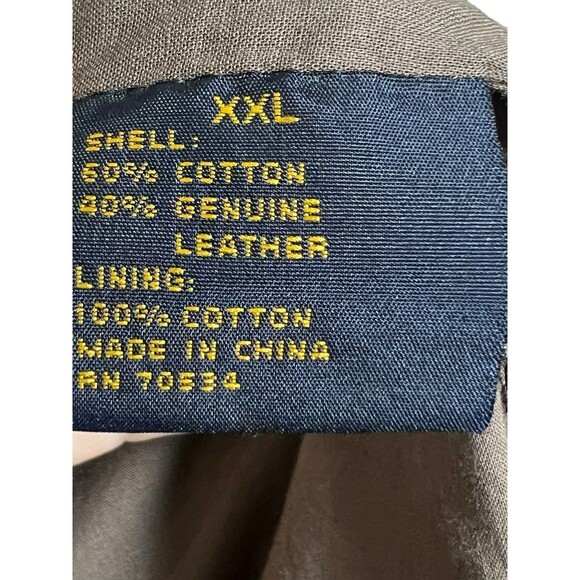 XXL
SHELL:
60% COTTON
40% GENUINE
LEATHER
LINING:
100% COTTON
MADE IN CHINA
RN 70534